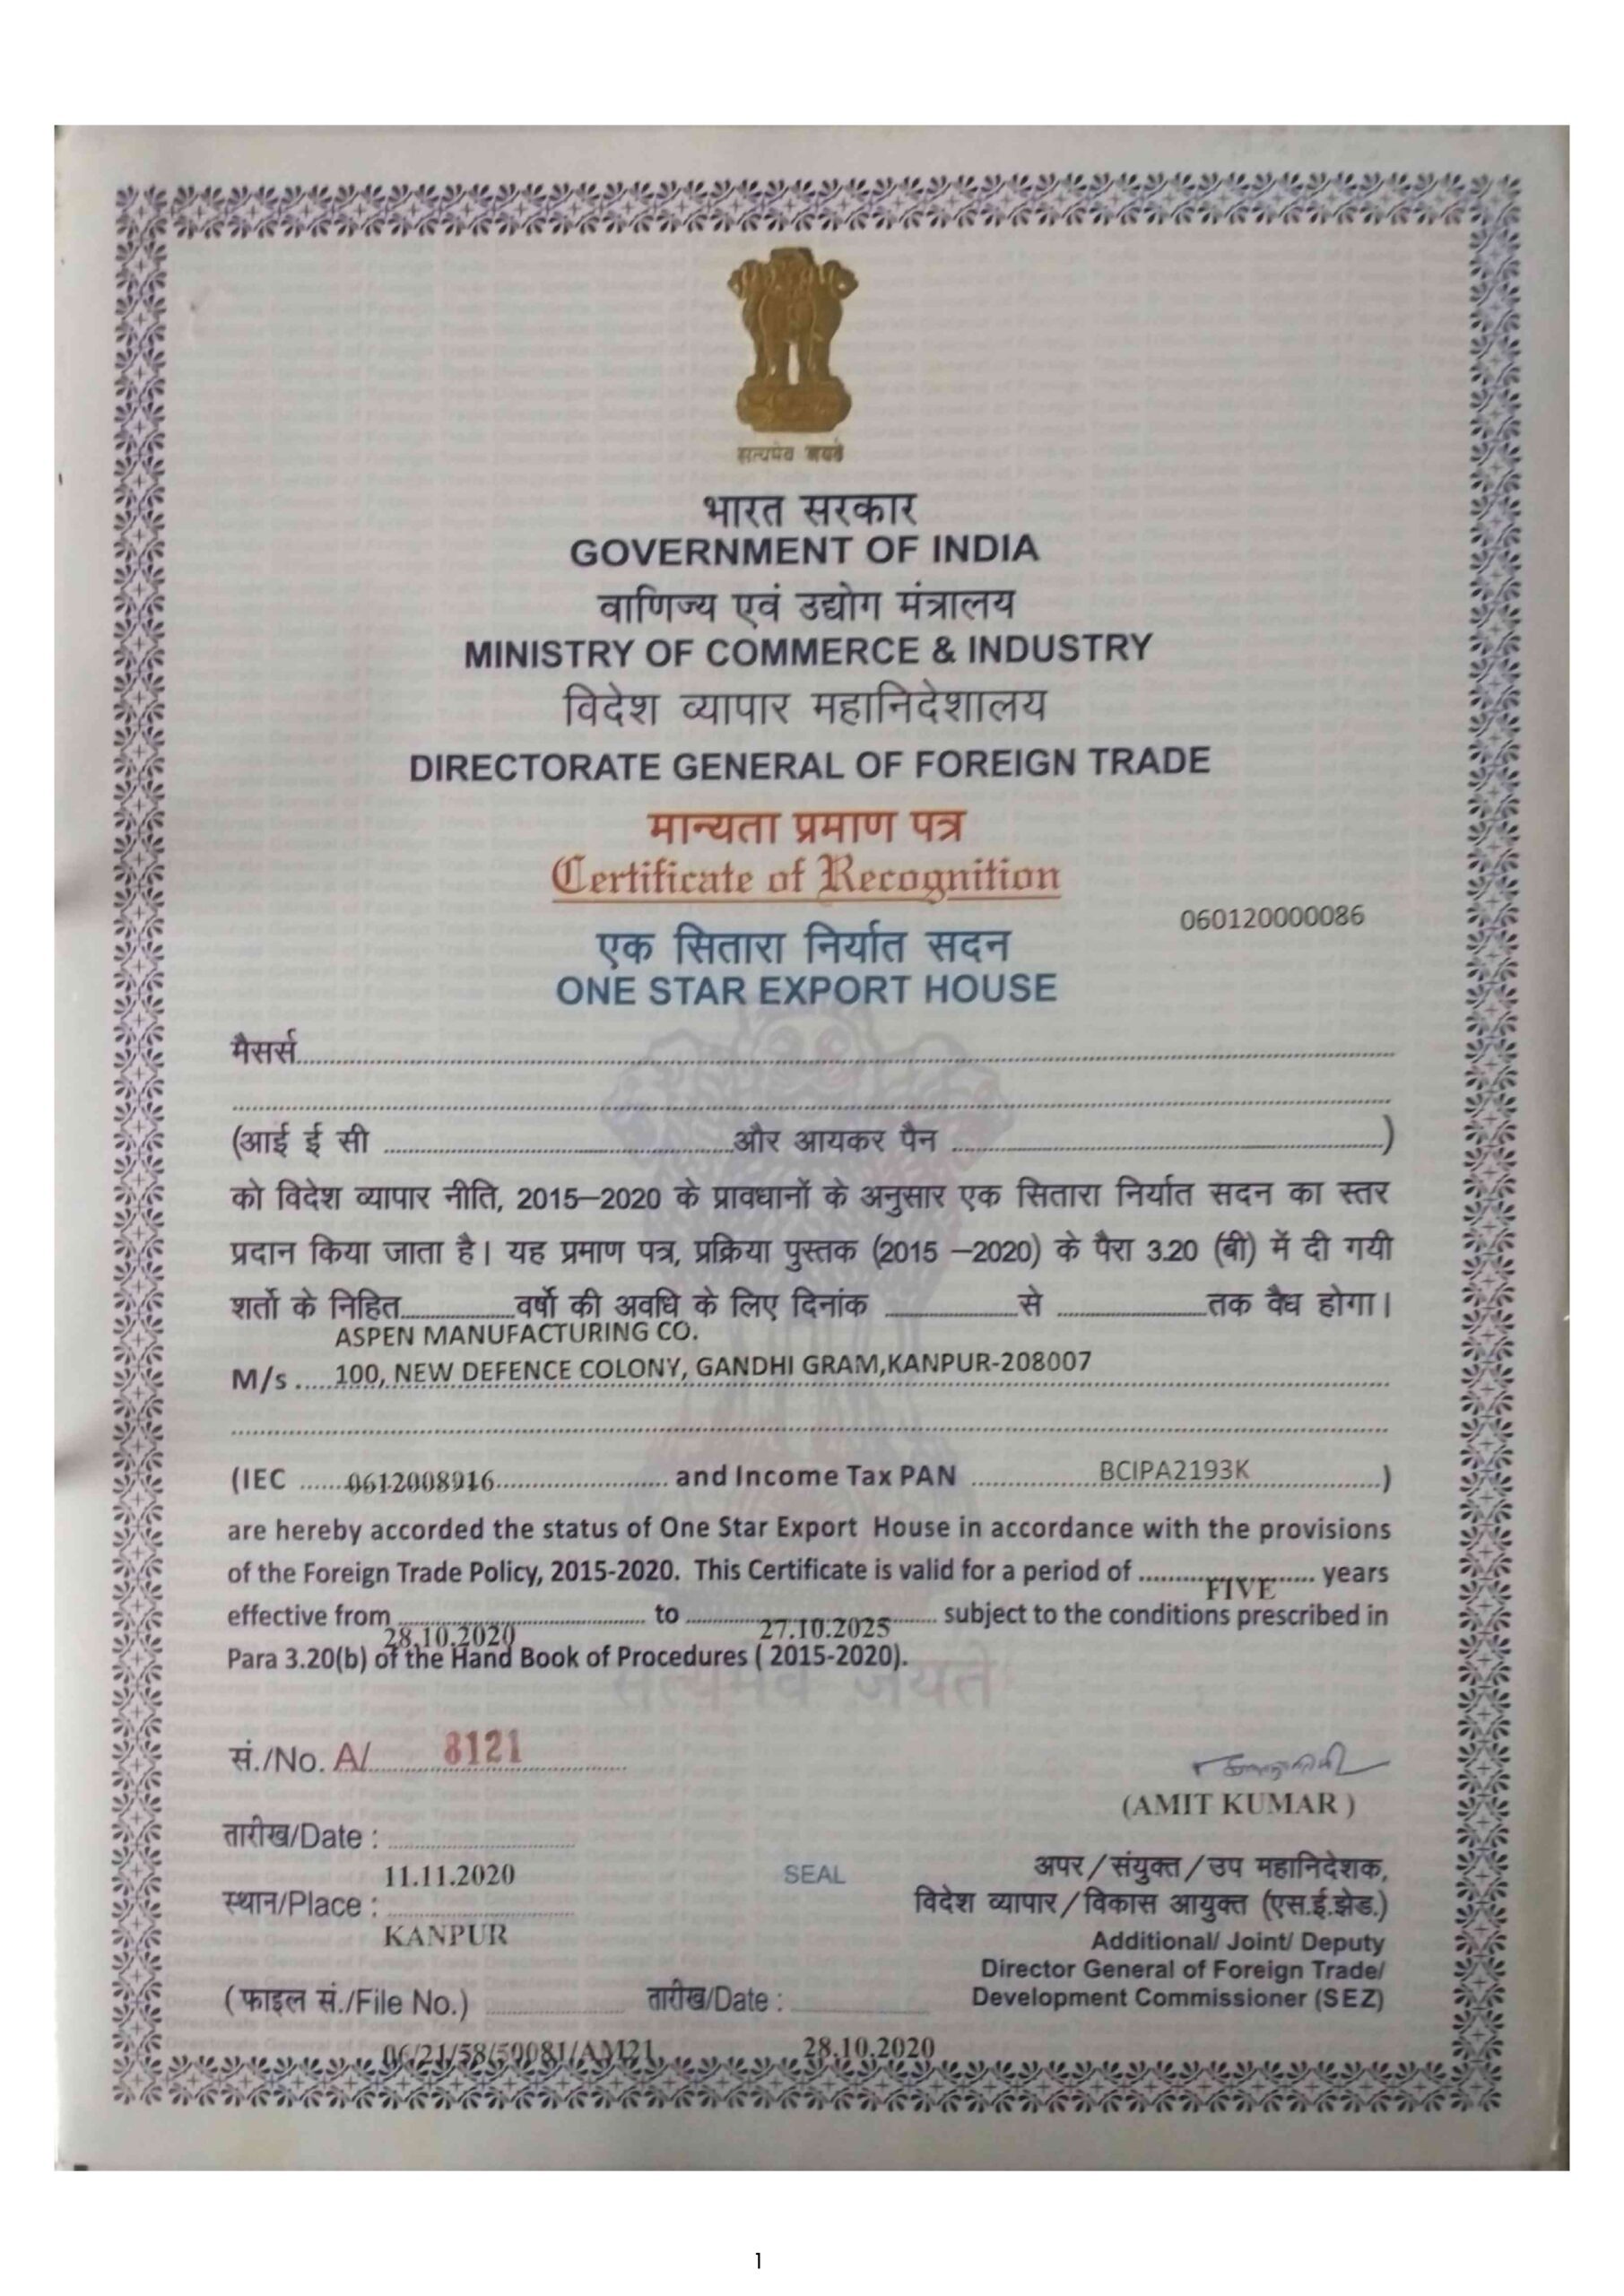 सत्यमेव जयते
भारत सरकार
GOVERNMENT OF INDIA
वाणिज्य एवं उद्योग मंत्रालय
MINISTRY OF COMMERCE & INDUSTRY
विदेश व्यापार महानिदेशालय
DIRECTORATE GENERAL OF FOREIGN TRADE
मान्यता प्रमाण पत्र
Certificate of Recognition
060120000086
एक सितारा निर्यात सदन
ONE STAR EXPORT HOUSE
मैसर्स
(आई ई सी ........ और आयकर पैन ........)
को विदेश व्यापार नीति, 2015–2020 के प्रावधानों के अनुसार एक सितारा निर्यात सदन का स्तर
प्रदान किया जाता है। यह प्रमाण पत्र, प्रक्रिया पुस्तक (2015 –2020) के पैरा 3.20 (बी) में दी गयी
शर्तो के निहित ........ वर्षो की अवधि के लिए दिनांक ........ से ........ तक वैध होगा।
ASPEN MANUFACTURING CO.
M/s ..... 100, NEW DEFENCE COLONY, GANDHI GRAM,KANPUR-208007
(IEC ...... 0612008916 ........ and Income Tax PAN ........ BCIPA2193K ........)
are hereby accorded the status of One Star Export House in accordance with the provisions
of the Foreign Trade Policy, 2015-2020. This Certificate is valid for a period of ........ FIVE ........ years
effective from ........ 28.10.2020 to ........ 27.10.2025 ........ subject to the conditions prescribed in
Para 3.20(b) of the Hand Book of Procedures ( 2015-2020).
सत्यमेव जयते
सं./No. A/ 8121
(AMIT KUMAR )
तारीख/Date :
11.11.2020
SEAL
अपर/संयुक्त/उप महानिदेशक,
स्थान/Place :
विदेश व्यापार/विकास आयुक्त (एस.ई.झेड.)
KANPUR
Additional/ Joint/ Deputy
Director General of Foreign Trade/
(फाइल सं./File No.) ........ तारीख/Date :
Development Commissioner (SEZ)
06/21/58/50081/AM21 28.10.2020
1